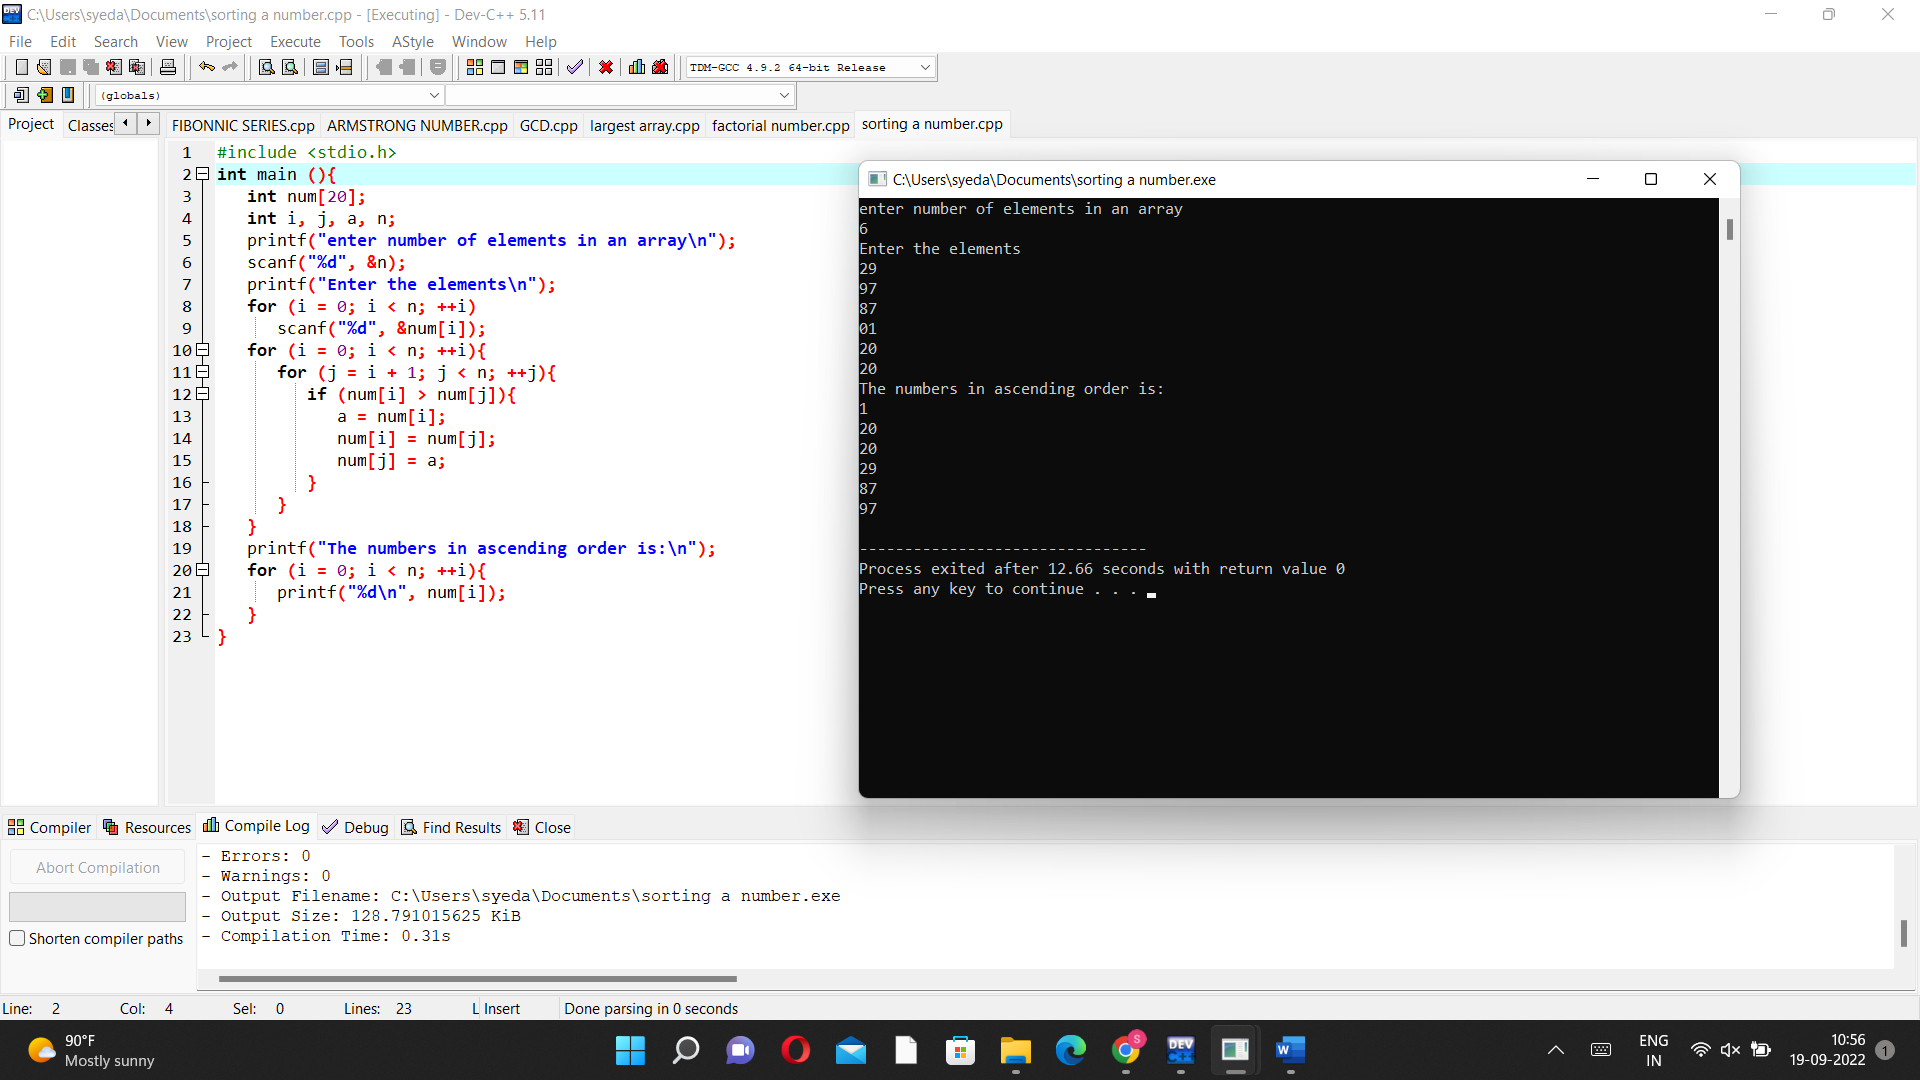 C:\Users\syeda\Documents\sorting a number.cpp - [Executing] - Dev-C++ 5.11
File Edit Search View Project Execute Tools AStyle Window Help
TDM-GCC 4.9.2 64-bit Release
(globals)
Project Classes FIBONNIC SERIES.cpp ARMSTRONG NUMBER.cpp GCD.cpp largest array.cpp factorial number.cpp sorting a number.cpp
1 #include <stdio.h>
2 int main (){
3 int num[20];
4 int i, j, a, n;
5 printf("enter number of elements in an array\n");
6 scanf("%d", &n);
7 printf("Enter the elements\n");
8 for (i = 0; i < n; ++i)
9 scanf("%d", &num[i]);
10 for (i = 0; i < n; ++i){
11 for (j = i + 1; j < n; ++j){
12 if (num[i] > num[j]){
13 a = num[i];
14 num[i] = num[j];
15 num[j] = a;
16 }
17 }
18 }
19 printf("The numbers in ascending order is:\n");
20 for (i = 0; i < n; ++i){
21 printf("%d\n", num[i]);
22 }
23 }
C:\Users\syeda\Documents\sorting a number.exe
enter number of elements in an array
6
Enter the elements
29
97
87
01
20
20
The numbers in ascending order is:
1
20
20
29
87
97
--------------------------------
Process exited after 12.66 seconds with return value 0
Press any key to continue . . .
Compiler Resources Compile Log Debug Find Results Close
Abort Compilation
Shorten compiler paths
- Errors: 0
- Warnings: 0
- Output Filename: C:\Users\syeda\Documents\sorting a number.exe
- Output Size: 128.791015625 KiB
- Compilation Time: 0.31s
Line: 2 Col: 4 Sel: 0 Lines: 23 L Insert Done parsing in 0 seconds
90°F
Mostly sunny
DEV
C++
S
W
ENG
IN
10:56
19-09-2022
1